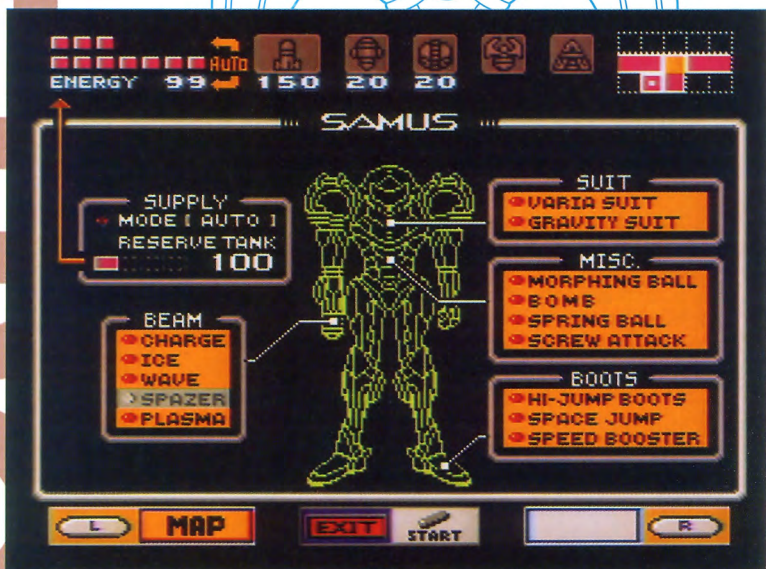 AUTO
ENERGY 99 150 20 20
SAMUS
SUPPLY
MODE [ AUTO ]
RESERVE TANK
100
BEAM
CHARGE
ICE
WAVE
SPAZER
PLASMA
SUIT
VARIA SUIT
GRAVITY SUIT
MISC.
MORPHING BALL
BOMB
SPRING BALL
SCREW ATTACK
BOOTS
HI-JUMP BOOTS
SPACE JUMP
SPEED BOOSTER
L MAP EXIT START R